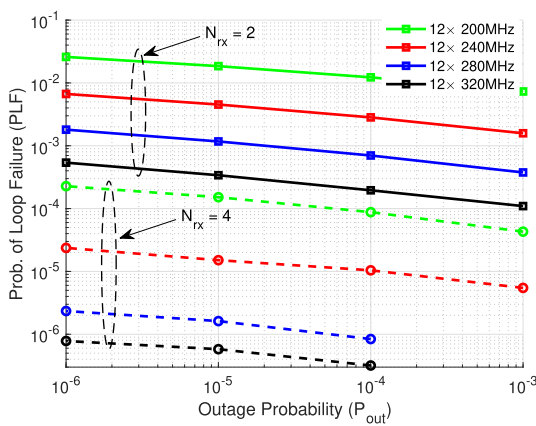 10^-1
10^-2
10^-3
10^-4
10^-5
10^-6
Prob. of Loop Failure (PLF)
N_rx = 2
N_rx = 4
12× 200MHz
12× 240MHz
12× 280MHz
12× 320MHz
10^-6 10^-5 10^-4 10^-3
Outage Probability (P_out)